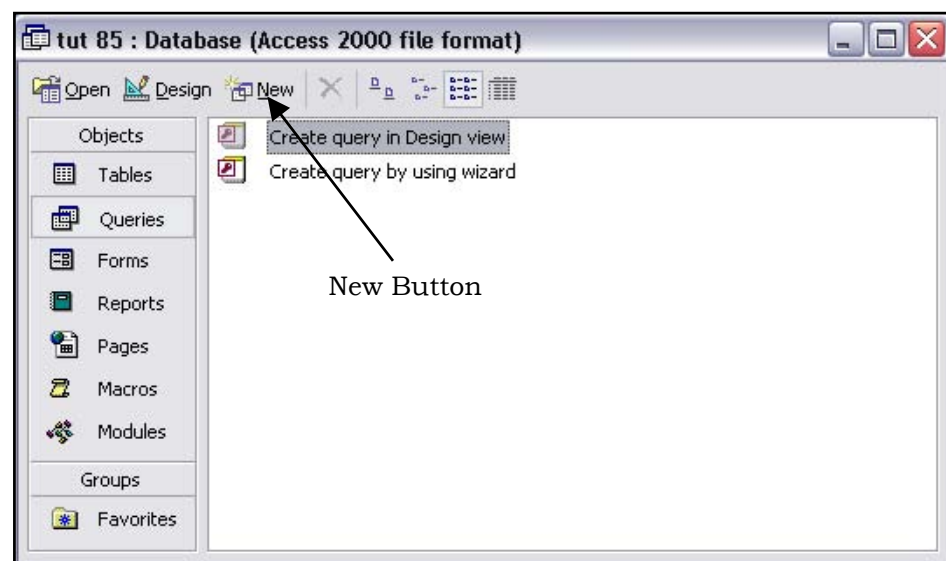 tut 85 : Database (Access 2000 file format)
Open Design New
Objects
Tables
Queries
Forms
Reports
Pages
Macros
Modules
Groups
Favorites
Create query in Design view
Create query by using wizard
New Button